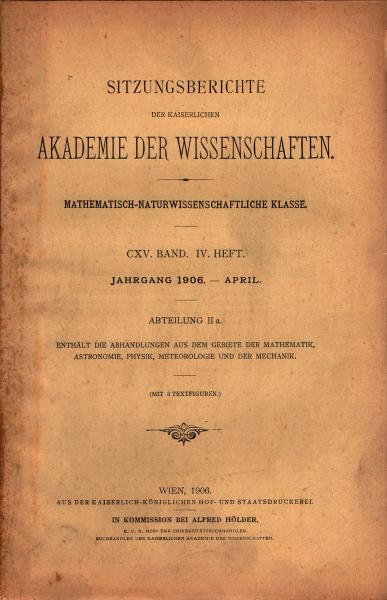 SITZUNGSBERICHTE
DER KAISERLICHEN
AKADEMIE DER WISSENSCHAFTEN.
MATHEMATISCH-NATURWISSENSCHAFTLICHE KLASSE.
CXV. BAND. IV. HEFT.
JAHRGANG 1906. — APRIL.
ABTEILUNG II a.
ENTHÄLT DIE ABHANDLUNGEN AUS DEM GEBIETE DER MATHEMATIK,
ASTRONOMIE, PHYSIK, METEOROLOGIE UND DER MECHANIK.
(MIT 3 TEXTFIGUREN.)
WIEN, 1906.
AUS DER KAISERLICH-KÖNIGLICHEN HOF- UND STAATSDRUCKEREI.
IN KOMMISSION BEI ALFRED HÖLDER,
K. U. K. HOF- UND UNIVERSITÄTSBUCHHÄNDLER,
BUCHHÄNDLER DER KAISERLICHEN AKADEMIE DER WISSENSCHAFTEN.